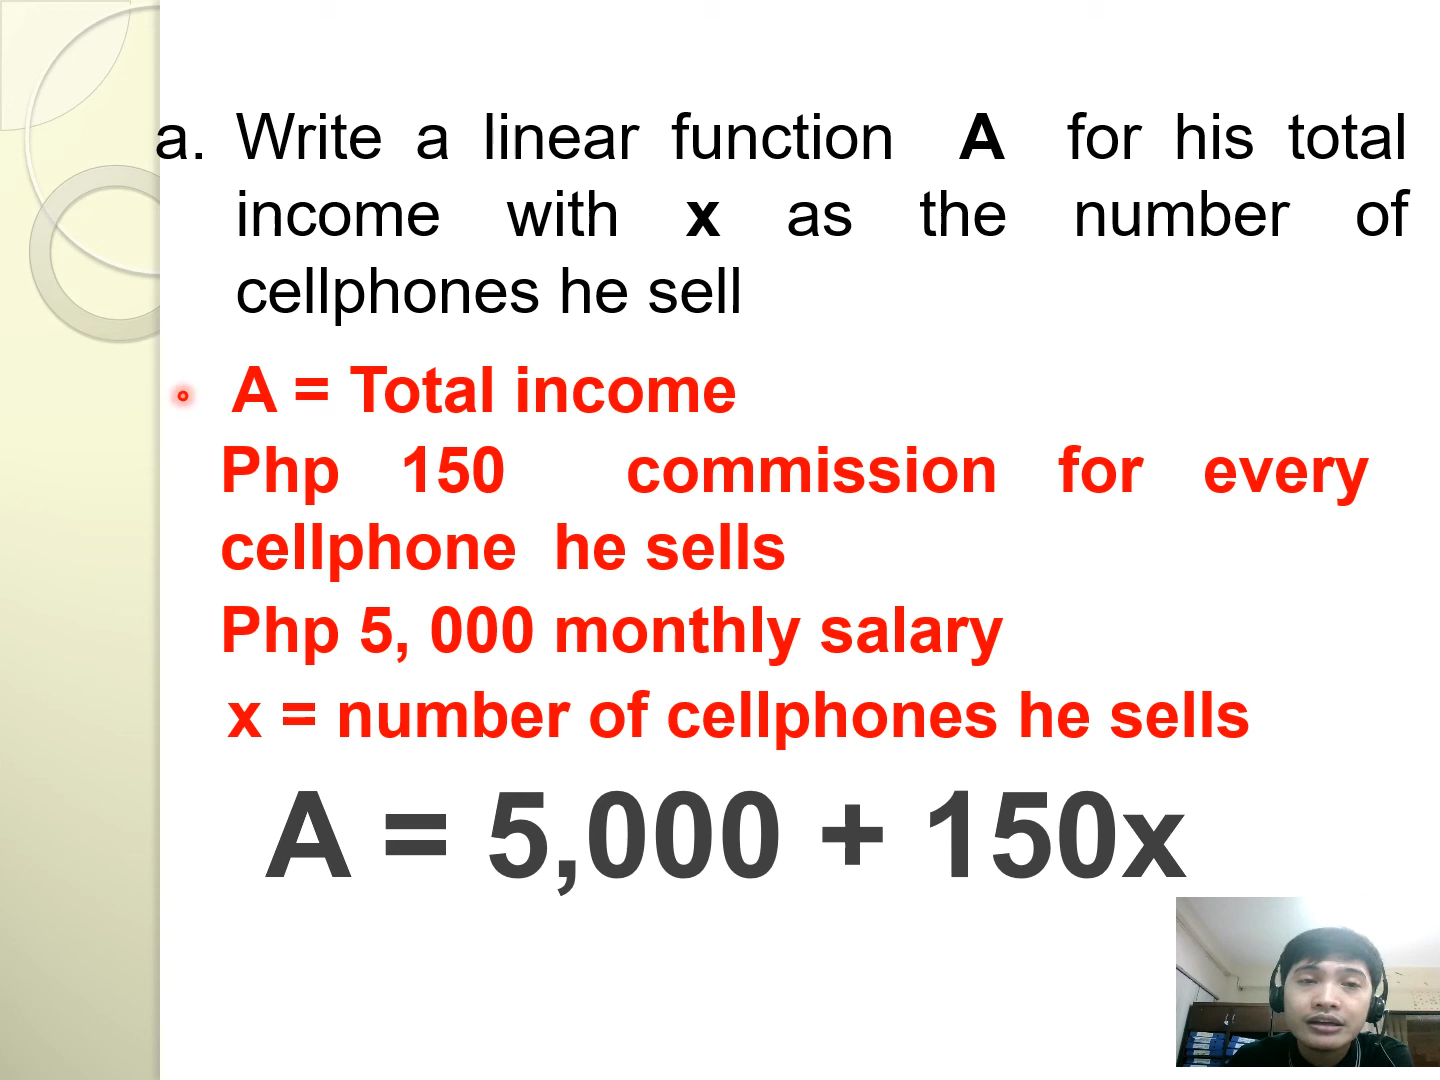 a. Write a linear function A for his total
income with x as the number of
cellphones he sell
A = Total income
Php 150 commission for every
cellphone he sells
Php 5, 000 monthly salary
x = number of cellphones he sells
A = 5,000 + 150x